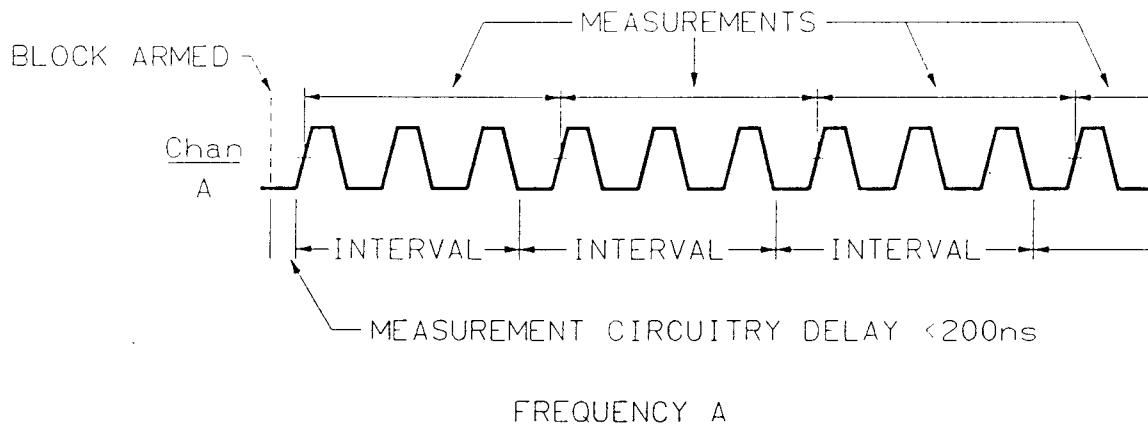 MEASUREMENTS
BLOCK ARMED
Chan
A
INTERVAL INTERVAL INTERVAL
MEASUREMENT CIRCUITRY DELAY <200ns
FREQUENCY A